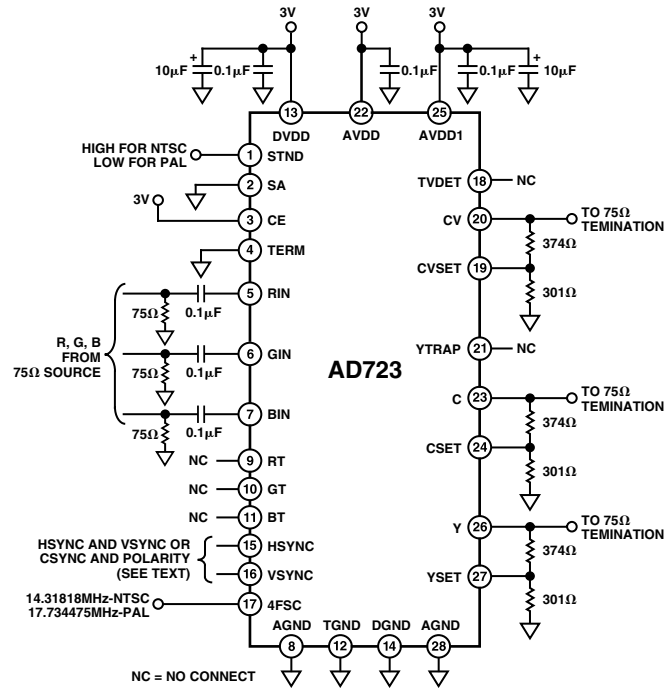 3V
3V
3V
10µF
+
0.1µF
0.1µF
0.1µF
+
10µF
13
22
25
DVDD
AVDD
AVDD1
HIGH FOR NTSC
LOW FOR PAL
1
STND
2
SA
3V
3
CE
4
TERM
5
RIN
75Ω
0.1µF
R, G, B
FROM
75Ω SOURCE
6
GIN
75Ω
0.1µF
7
BIN
75Ω
0.1µF
NC
9
RT
NC
10
GT
NC
11
BT
HSYNC AND VSYNC OR
CSYNC AND POLARITY
(SEE TEXT)
15
HSYNC
16
VSYNC
14.31818MHz-NTSC
17.734475MHz-PAL
17
4FSC
AD723
TVDET
18
NC
CV
20
TO 75Ω
TEMINATION
374Ω
CVSET
19
301Ω
YTRAP
21
NC
C
23
TO 75Ω
TEMINATION
374Ω
CSET
24
301Ω
Y
26
TO 75Ω
TEMINATION
374Ω
YSET
27
301Ω
AGND
TGND
DGND
AGND
8
12
14
28
NC = NO CONNECT